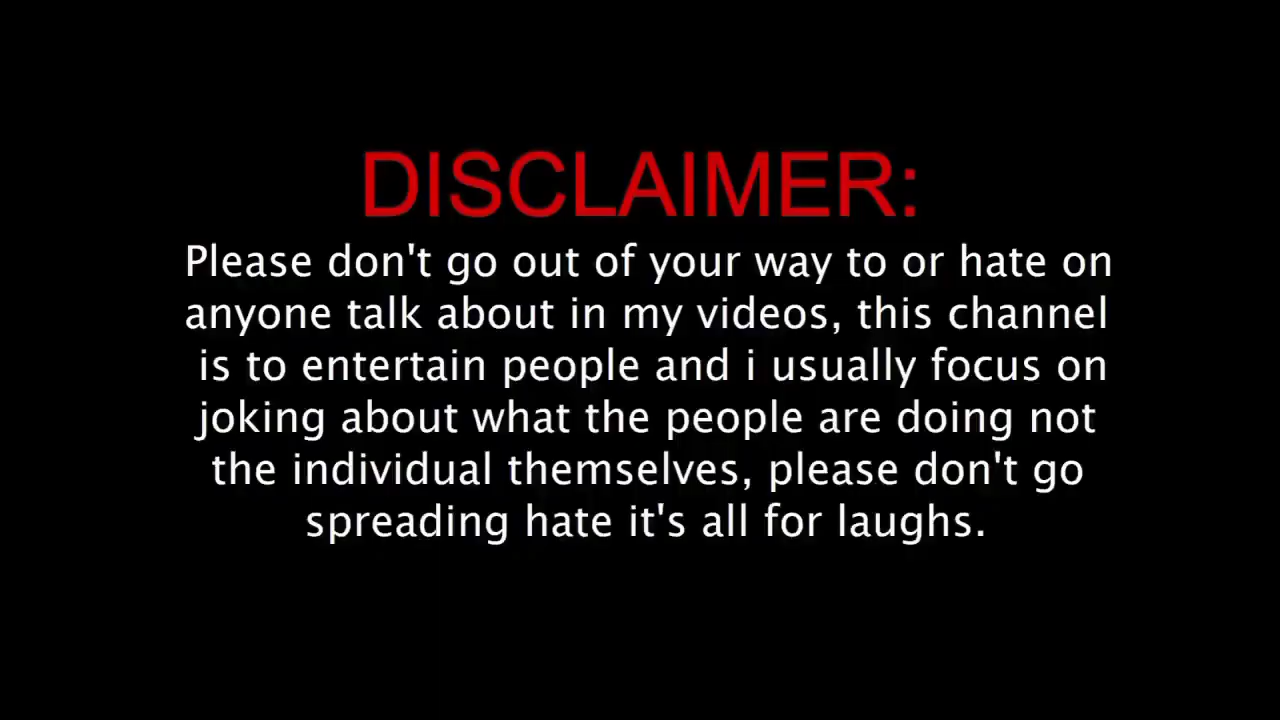 DISCLAIMER:
Please don't go out of your way to or hate on
anyone talk about in my videos, this channel
is to entertain people and i usually focus on
joking about what the people are doing not
the individual themselves, please don't go
spreading hate it's all for laughs.